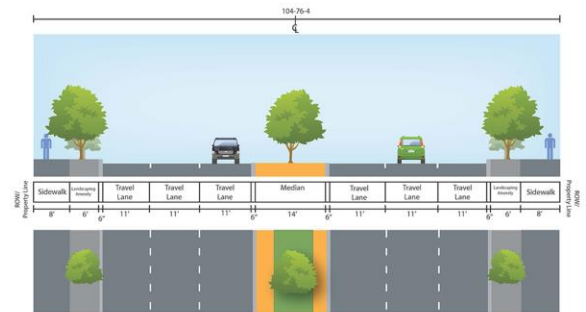 104-76-4
℄
ROW/
Property Line
Sidewalk
Landscaping
Amenity
Travel
Lane
Travel
Lane
Travel
Lane
Median
Travel
Lane
Travel
Lane
Travel
Lane
Landscaping
Amenity
Sidewalk
ROW/
Property Line
8' 6' 6" 11' 11' 11' 6" 14' 6" 11' 11' 11' 6" 6' 8'